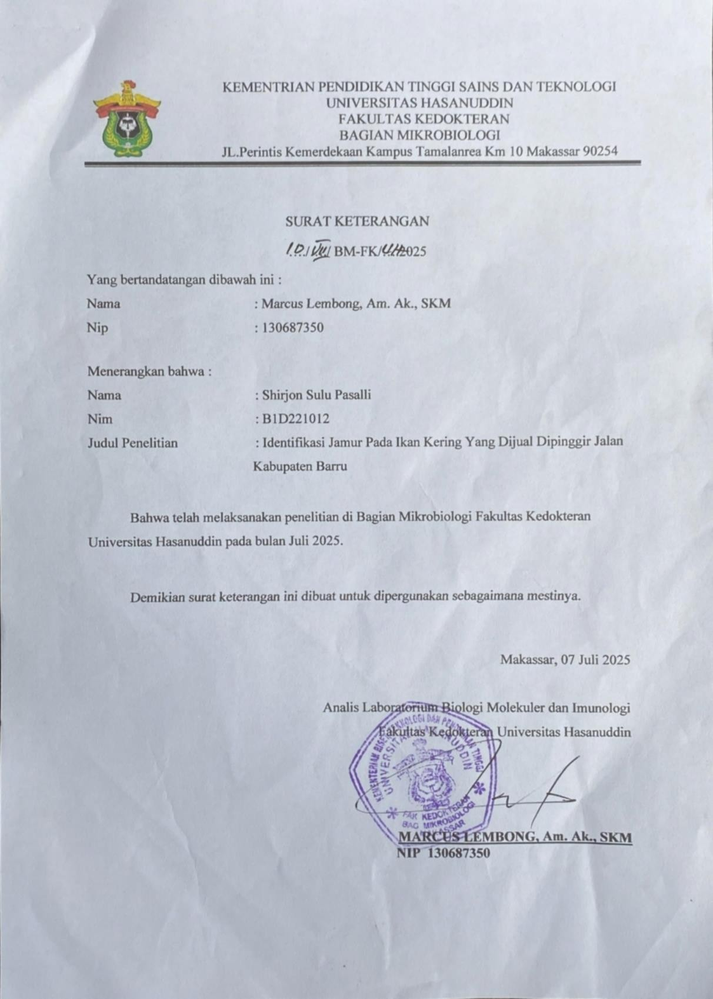 KEMENTRIAN PENDIDIKAN TINGGI SAINS DAN TEKNOLOGI
UNIVERSITAS HASANUDDIN
FAKULTAS KEDOKTERAN
BAGIAN MIKROBIOLOGI
JL.Perintis Kemerdekaan Kampus Tamalanrea Km 10 Makassar 90254
SURAT KETERANGAN
10/VII/ BM-FK/UH/2025
Yang bertandatangan dibawah ini :
Nama : Marcus Lembong, Am. Ak., SKM
Nip : 130687350
Menerangkan bahwa :
Nama : Shirjon Sulu Pasalli
Nim : B1D221012
Judul Penelitian : Identifikasi Jamur Pada Ikan Kering Yang Dijual Dipinggir Jalan
Kabupaten Barru
Bahwa telah melaksanakan penelitian di Bagian Mikrobiologi Fakultas Kedokteran
Universitas Hasanuddin pada bulan Juli 2025.
Demikian surat keterangan ini dibuat untuk dipergunakan sebagaimana mestinya.
Makassar, 07 Juli 2025
Analis Laboratorium Biologi Molekuler dan Imunologi
Fakultas Kedokteran Universitas Hasanuddin
KEMENTERIAN RISET TEKNOLOGI DAN PENDIDIKAN TINGGI
UNIVERSITAS HASANUDDIN
FAK KEDOKTERAN
BAG MIKROBIOLOGI
MAKASSAR
MARCUS LEMBONG, Am. Ak., SKM
NIP 130687350